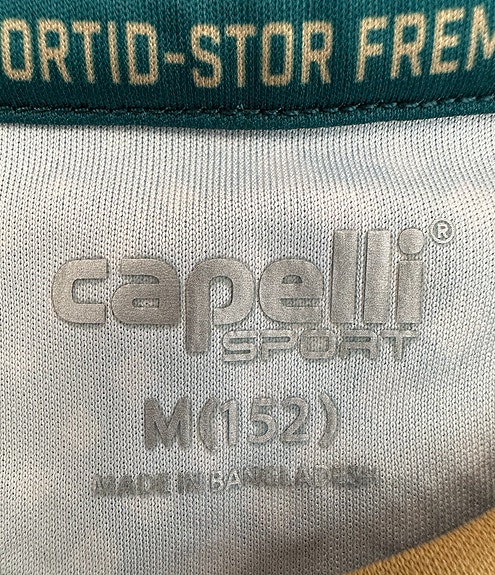 ORTID-STOR FREM
capelli®
SPORT
M(152)
MADE IN BANGLADESH